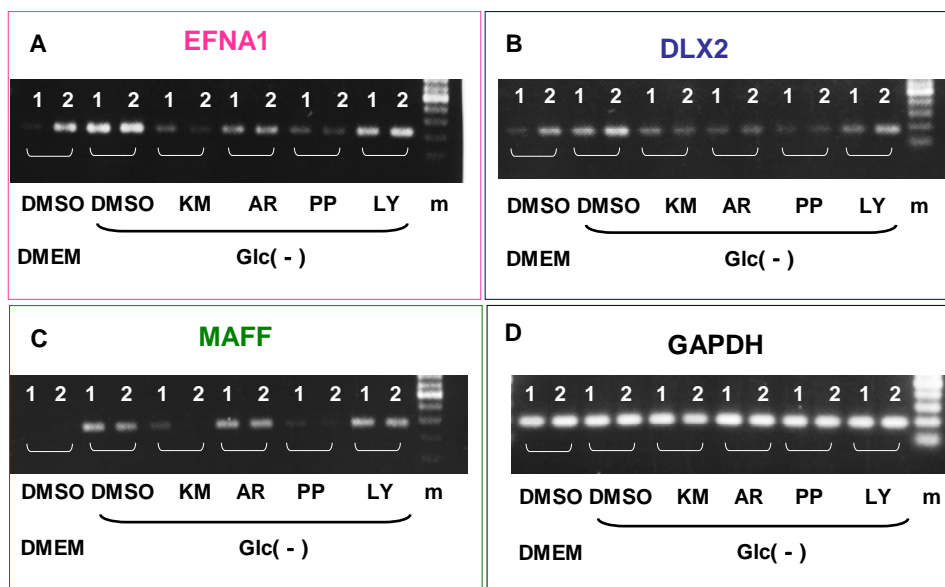 A
EFNA1
1 2 1 2 1 2 1 2 1 2 1 2
DMSO DMSO KM AR PP LY m
DMEM Glc( - )
B
DLX2
1 2 1 2 1 2 1 2 1 2 1 2
DMSO DMSO KM AR PP LY m
DMEM Glc( - )
C
MAFF
1 2 1 2 1 2 1 2 1 2 1 2
DMSO DMSO KM AR PP LY m
DMEM Glc( - )
D
GAPDH
1 2 1 2 1 2 1 2 1 2 1 2
DMSO DMSO KM AR PP LY m
DMEM Glc( - )